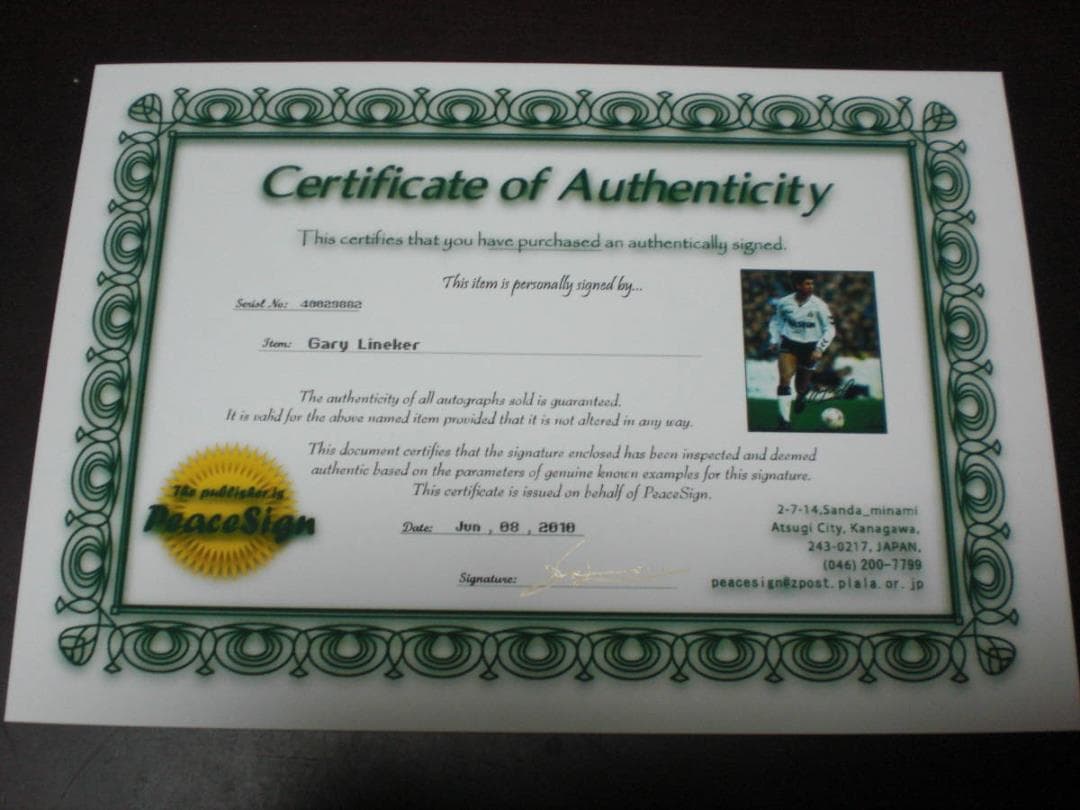 Certificate of Authenticity
This certifies that you have purchased an authentically signed.
This item is personally signed by...
Serial No: 40029882
Item: Gary Lineker
The authenticity of all autographs sold is guaranteed.
It is valid for the above named item provided that it is not altered in any way.
This document certifies that the signature enclosed has been inspected and deemed
authentic based on the parameters of genuine known examples for this signature.
This certificate is issued on behalf of PeaceSign.
The publisher is
PeaceSign
Date: Jun , 08 , 2010
Signature:
2-7-14,Sanda_minami
Atsugi City, Kanagawa,
243-0217, JAPAN,
(046) 200-7799
peacesign@zpost.plala.or.jp